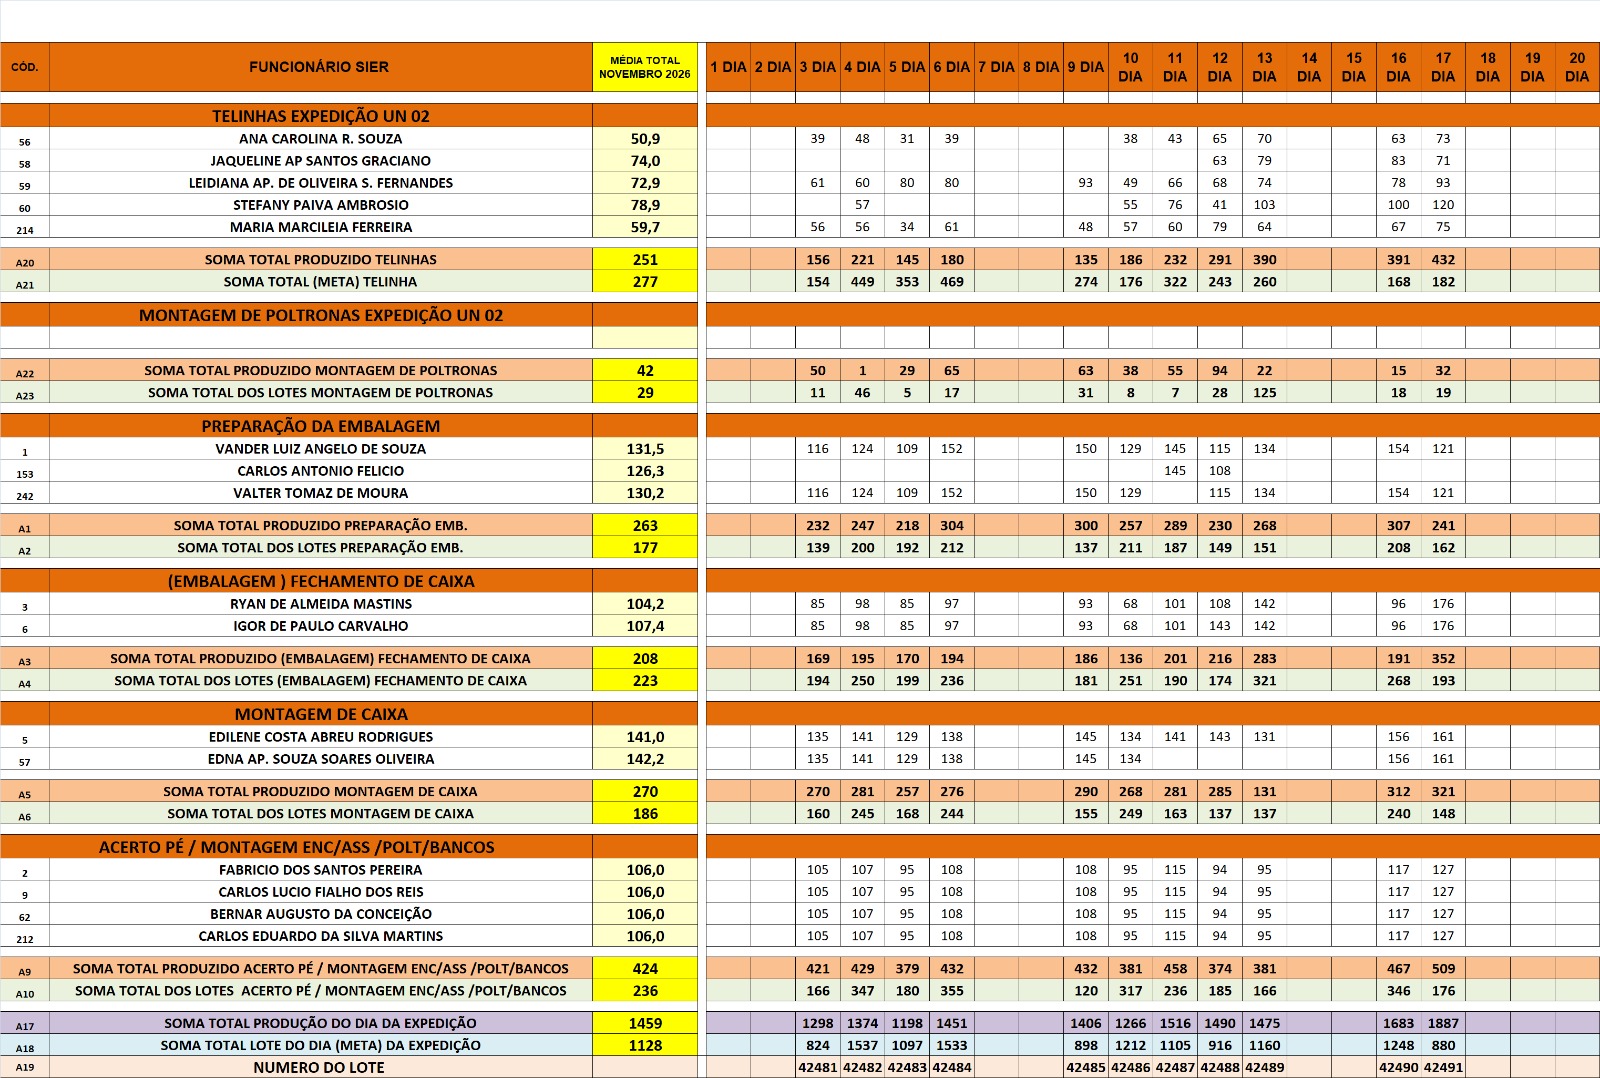 CÓD. FUNCIONÁRIO SIER MÉDIA TOTAL NOVEMBRO 2026 1 DIA 2 DIA 3 DIA 4 DIA 5 DIA 6 DIA 7 DIA 8 DIA 9 DIA 10 DIA 11 DIA 12 DIA 13 DIA 14 DIA 15 DIA 16 DIA 17 DIA 18 DIA 19 DIA 20 DIA
TELINHAS EXPEDIÇÃO UN 02
56 ANA CAROLINA R. SOUZA 50,9 39 48 31 39 38 43 65 70 63 73
58 JAQUELINE AP SANTOS GRACIANO 74,0 63 79 83 71
59 LEIDIANA AP. DE OLIVEIRA S. FERNANDES 72,9 61 60 80 80 93 49 66 68 74 78 93
60 STEFANY PAIVA AMBROSIO 78,9 57 55 76 41 103 100 120
214 MARIA MARCILEIA FERREIRA 59,7 56 56 34 61 48 57 60 79 64 67 75
A20 SOMA TOTAL PRODUZIDO TELINHAS 251 156 221 145 180 135 186 232 291 390 391 432
A21 SOMA TOTAL (META) TELINHA 277 154 449 353 469 274 176 322 243 260 168 182
MONTAGEM DE POLTRONAS EXPEDIÇÃO UN 02
A22 SOMA TOTAL PRODUZIDO MONTAGEM DE POLTRONAS 42 50 1 29 65 63 38 55 94 22 15 32
A23 SOMA TOTAL DOS LOTES MONTAGEM DE POLTRONAS 29 11 46 5 17 31 8 7 28 125 18 19
PREPARAÇÃO DA EMBALAGEM
1 VANDER LUIZ ANGELO DE SOUZA 131,5 116 124 109 152 150 129 145 115 134 154 121
153 CARLOS ANTONIO FELICIO 126,3 145 108
242 VALTER TOMAZ DE MOURA 130,2 116 124 109 152 150 129 115 134 154 121
A1 SOMA TOTAL PRODUZIDO PREPARAÇÃO EMB. 263 232 247 218 304 300 257 289 230 268 307 241
A2 SOMA TOTAL DOS LOTES PREPARAÇÃO EMB. 177 139 200 192 212 137 211 187 149 151 208 162
(EMBALAGEM ) FECHAMENTO DE CAIXA
3 RYAN DE ALMEIDA MASTINS 104,2 85 98 85 97 93 68 101 108 142 96 176
6 IGOR DE PAULO CARVALHO 107,4 85 98 85 97 93 68 101 143 142 96 176
A3 SOMA TOTAL PRODUZIDO (EMBALAGEM) FECHAMENTO DE CAIXA 208 169 195 170 194 186 136 201 216 283 191 352
A4 SOMA TOTAL DOS LOTES (EMBALAGEM) FECHAMENTO DE CAIXA 223 194 250 199 236 181 251 190 174 321 268 193
MONTAGEM DE CAIXA
5 EDILENE COSTA ABREU RODRIGUES 141,0 135 141 129 138 145 134 141 143 131 156 161
57 EDNA AP. SOUZA SOARES OLIVEIRA 142,2 135 141 129 138 145 134 156 161
A5 SOMA TOTAL PRODUZIDO MONTAGEM DE CAIXA 270 270 281 257 276 290 268 281 285 131 312 321
A6 SOMA TOTAL DOS LOTES MONTAGEM DE CAIXA 186 160 245 168 244 155 249 163 137 137 240 148
ACERTO PÉ / MONTAGEM ENC/ASS /POLT/BANCOS
2 FABRICIO DOS SANTOS PEREIRA 106,0 105 107 95 108 108 95 115 94 95 117 127
9 CARLOS LUCIO FIALHO DOS REIS 106,0 105 107 95 108 108 95 115 94 95 117 127
62 BERNAR AUGUSTO DA CONCEIÇÃO 106,0 105 107 95 108 108 95 115 94 95 117 127
212 CARLOS EDUARDO DA SILVA MARTINS 106,0 105 107 95 108 108 95 115 94 95 117 127
A9 SOMA TOTAL PRODUZIDO ACERTO PÉ / MONTAGEM ENC/ASS /POLT/BANCOS 424 421 429 379 432 432 381 458 374 381 467 509
A10 SOMA TOTAL DOS LOTES ACERTO PÉ / MONTAGEM ENC/ASS /POLT/BANCOS 236 166 347 180 355 120 317 236 185 166 346 176
A17 SOMA TOTAL PRODUÇÃO DO DIA DA EXPEDIÇÃO 1459 1298 1374 1198 1451 1406 1266 1516 1490 1475 1683 1887
A18 SOMA TOTAL LOTE DO DIA (META) DA EXPEDIÇÃO 1128 824 1537 1097 1533 898 1212 1105 916 1160 1248 880
A19 NUMERO DO LOTE 42481 42482 42483 42484 42485 42486 42487 42488 42489 42490 42491